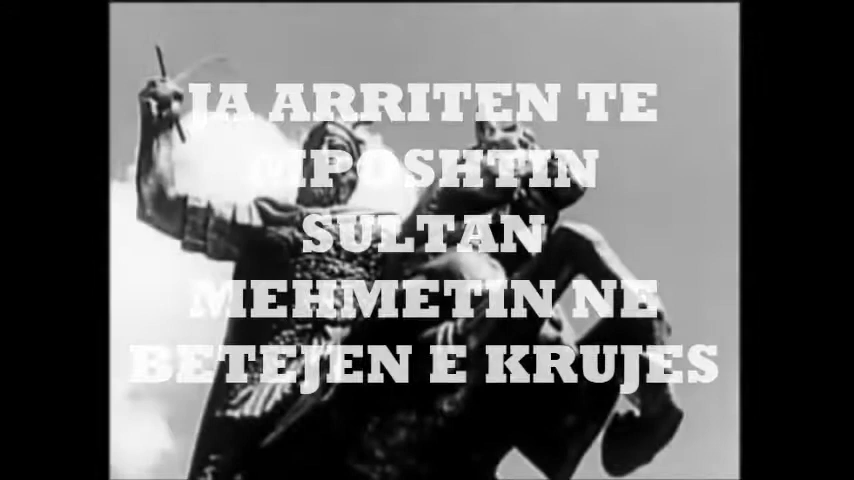 JA ARRITEN TE
MPOSHTIN
SULTAN
MEHMETIN NE
BETEJEN E KRUJES